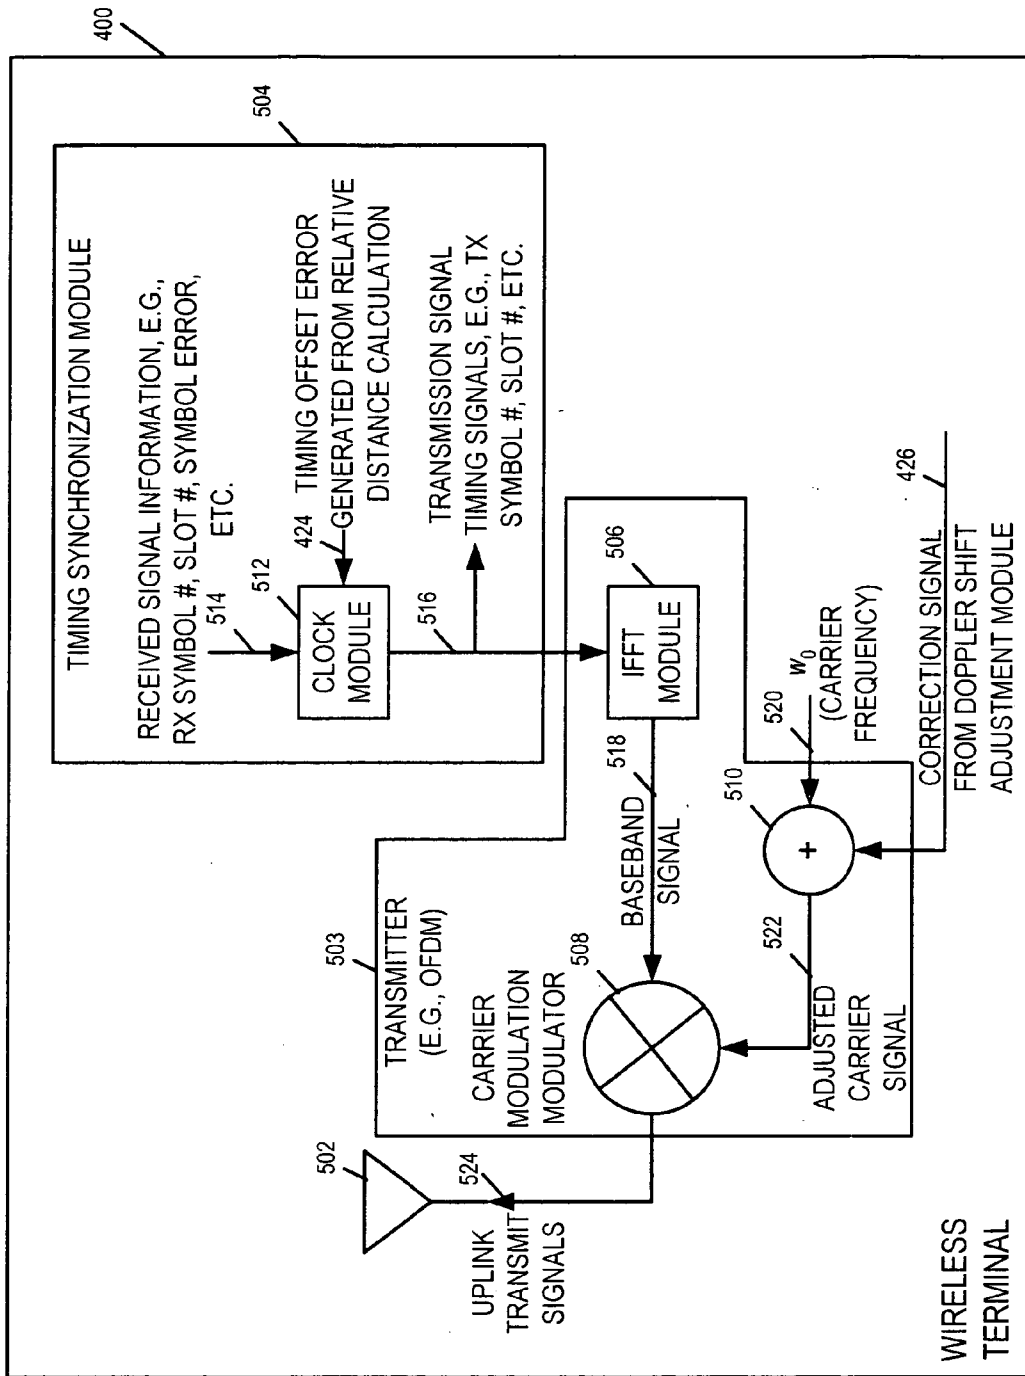 400
504
TIMING SYNCHRONIZATION MODULE
RECEIVED SIGNAL INFORMATION, E.G.,
RX SYMBOL #, SLOT #, SYMBOL ERROR,
ETC.
514
512
CLOCK
MODULE
424 TIMING OFFSET ERROR
GENERATED FROM RELATIVE
DISTANCE CALCULATION
516
TRANSMISSION SIGNAL
TIMING SIGNALS, E.G., TX
SYMBOL #, SLOT #, ETC.
503
TRANSMITTER
(E.G., OFDM)
506
IFFT
MODULE
518
BASEBAND
SIGNAL
CARRIER
MODULATION
MODULATOR
508
502
524
UPLINK
TRANSMIT
SIGNALS
510
+
520
w0
(CARRIER
FREQUENCY)
522
ADJUSTED
CARRIER
SIGNAL
426
CORRECTION SIGNAL
FROM DOPPLER SHIFT
ADJUSTMENT MODULE
WIRELESS
TERMINAL